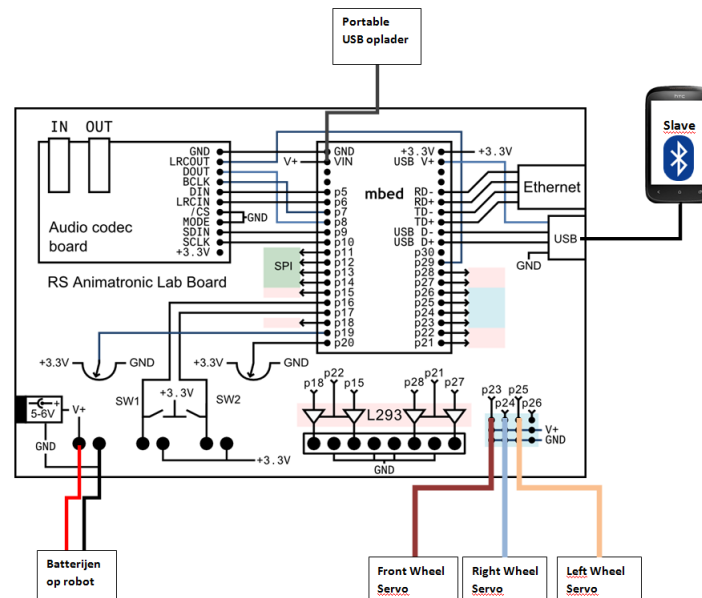 Portable
USB oplader
IN OUT
GND
LRCOUT
DOUT
BCLK
DIN
LRCIN
/CS
MODE
SDIN
SCLK
+3.3V
GND
Audio codec
board
RS Animatronic Lab Board
V+
GND
VIN
p5
p6
p7
p8
p9
p10
p11
p12
p13
p14
p15
p16
p17
p18
p19
p20
SPI
mbed
+3.3V
USB V+
RD-
RD+
TD-
TD+
USB D-
USB D+
p30
p29
p28
p27
p26
p25
p24
p23
p22
p21
+3.3V
Ethernet
USB
GND
htc
Slave
+3.3V
GND
+3.3V
GND
5-6V
+
V+
GND
SW1
+3.3V
SW2
+3.3V
p22
p18 p15
p21
p28 p27
L293
GND
p23 p25
p24 p26
V+
GND
Batterijen
op robot
Front Wheel
Servo
Right Wheel
Servo
Left Wheel
Servo